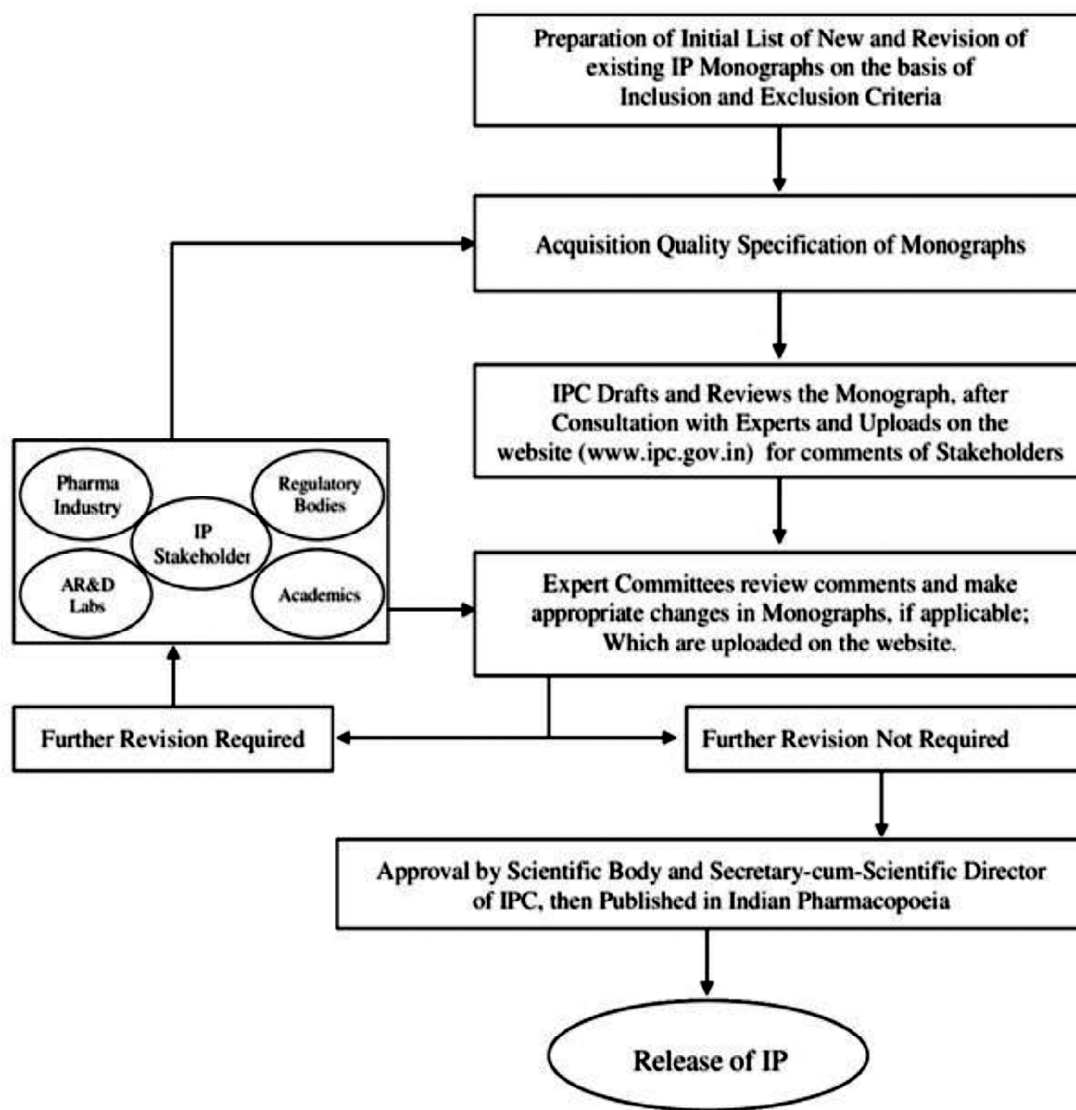 Preparation of Initial List of New and Revision of
existing IP Monographs on the basis of
Inclusion and Exclusion Criteria
Acquisition Quality Specification of Monographs
IPC Drafts and Reviews the Monograph, after
Consultation with Experts and Uploads on the
website (www.ipc.gov.in) for comments of Stakeholders
Pharma
Industry
Regulatory
Bodies
IP
Stakeholder
AR&D
Labs
Academics
Expert Committees review comments and make
appropriate changes in Monographs, if applicable;
Which are uploaded on the website.
Further Revision Required
Further Revision Not Required
Approval by Scientific Body and Secretary-cum-Scientific Director
of IPC, then Published in Indian Pharmacopoeia
Release of IP